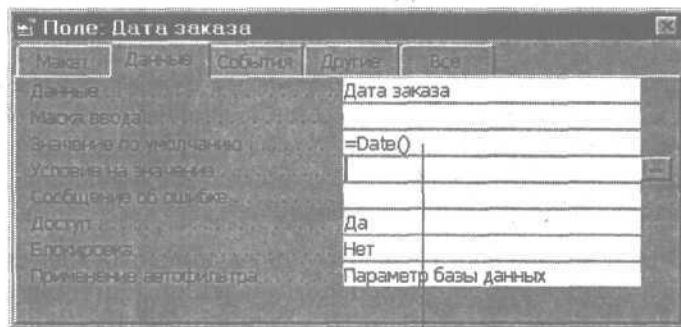 Поле: Дата заказа
Макет Данные События Другие Все
Данные Дата заказа
Маска ввода
Значение по умолчанию =Date()
Условие на значение
Сообщение об ошибке
Доступ Да
Блокировка Нет
Применение автофильтра Параметр базы данных